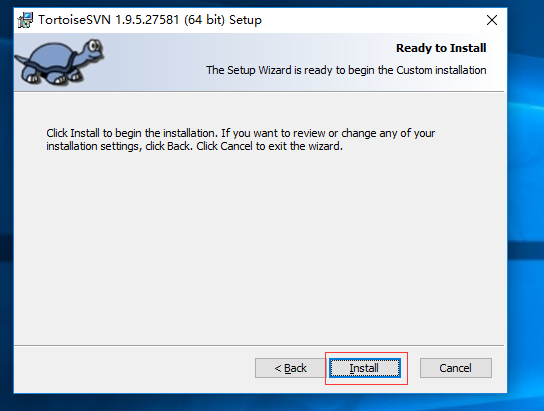 TortoiseSVN 1.9.5.27581 (64 bit) Setup
Ready to Install
The Setup Wizard is ready to begin the Custom installation
Click Install to begin the installation. If you want to review or change any of your
installation settings, click Back. Click Cancel to exit the wizard.
< Back
Install
Cancel